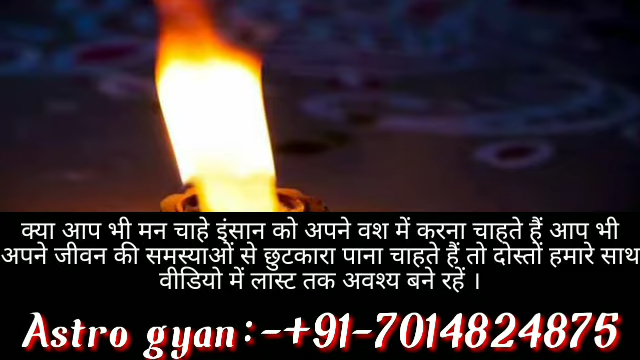 क्या आप भी मन चाहे इंसान को अपने वश में करना चाहते हैं आप भी
अपने जीवन की समस्याओं से छुटकारा पाना चाहते हैं तो दोस्तों हमारे साथ
वीडियो में लास्ट तक अवश्य बने रहें ।
Astro gyan:-+91-7014824875